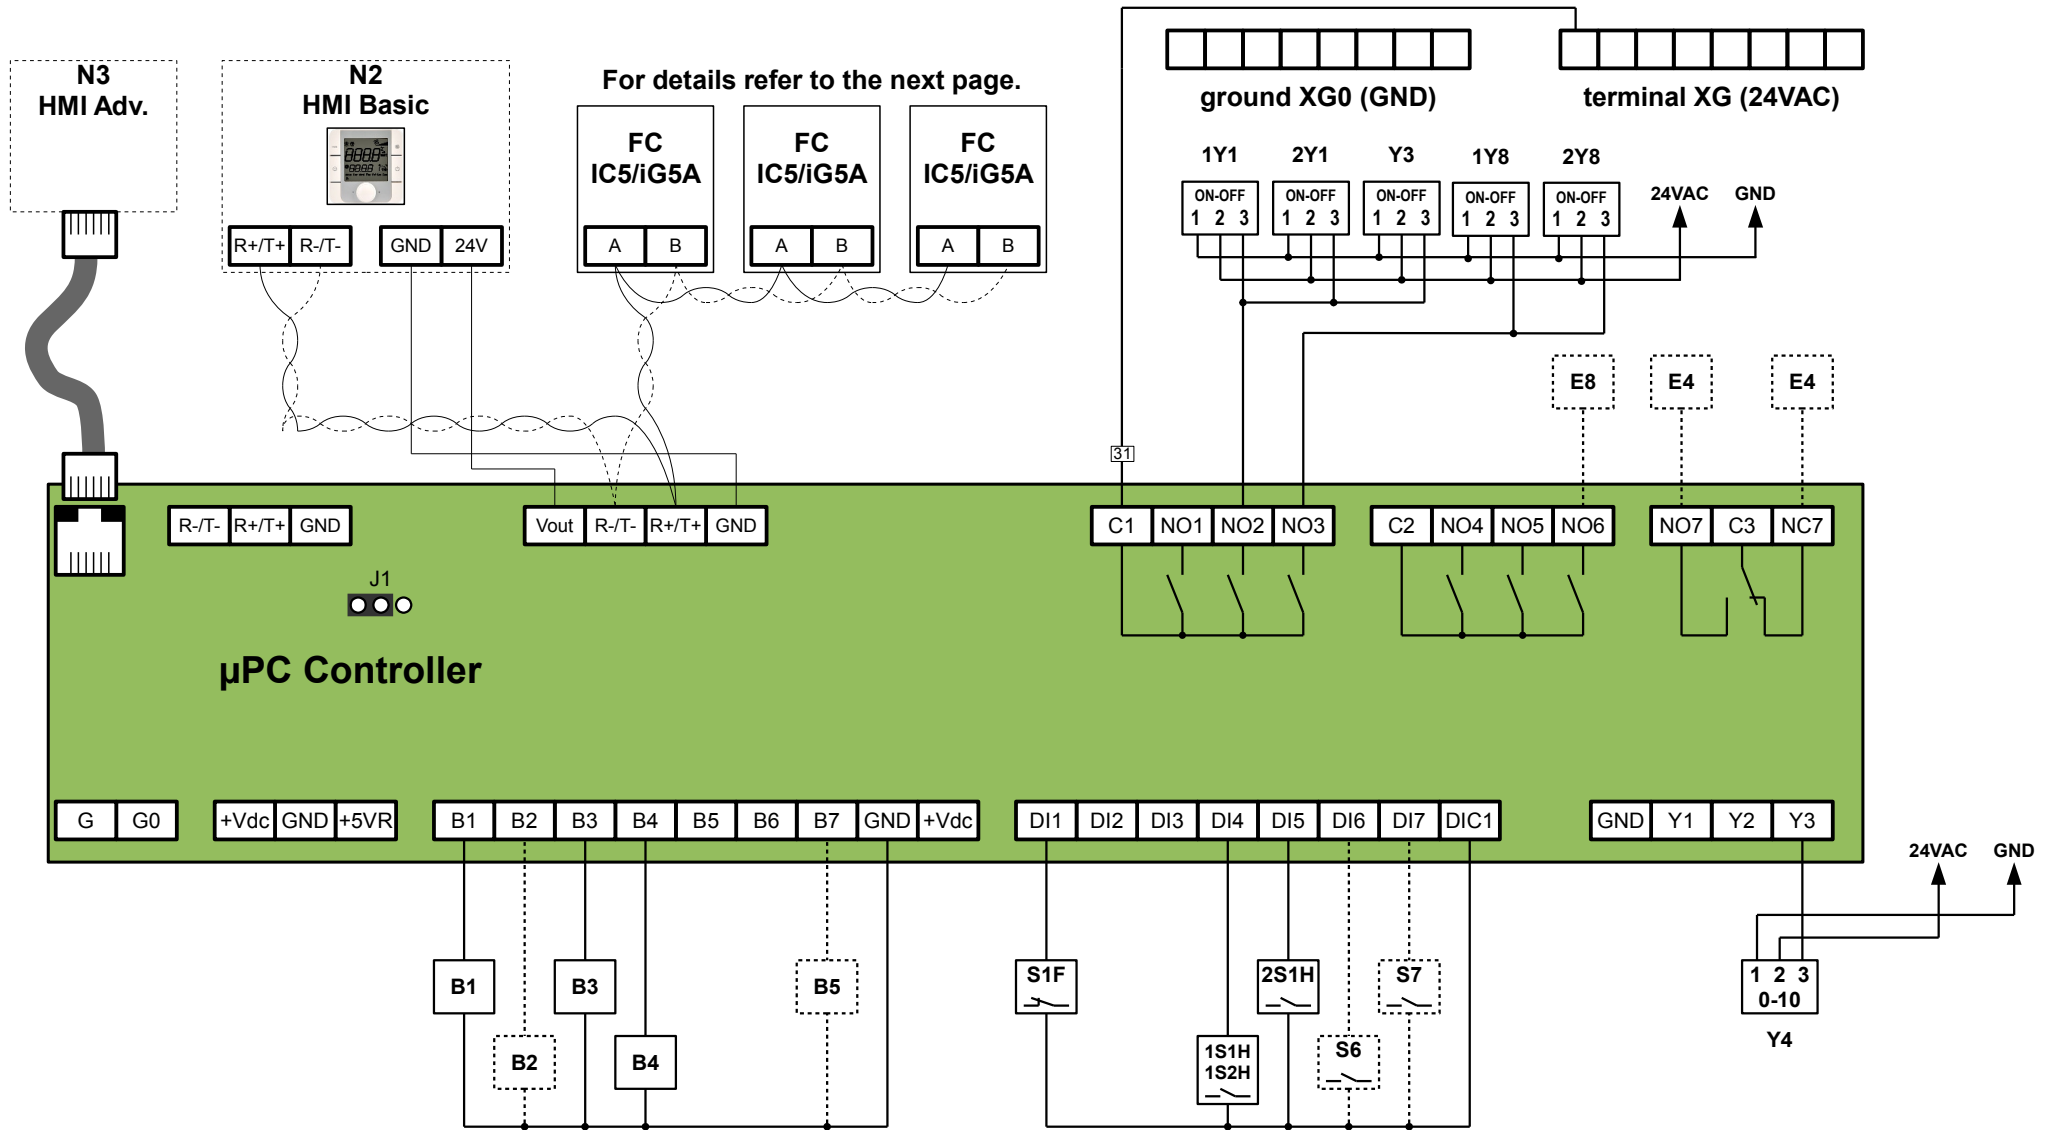 N3
HMI Adv.
N2
HMI Basic
R+/T+ R-/T- GND 24V
For details refer to the next page.
FC
IC5/iG5A
A B
FC
IC5/iG5A
A B
FC
IC5/iG5A
A B
ground XG0 (GND)
terminal XG (24VAC)
1Y1 2Y1 Y3 1Y8 2Y8
ON-OFF ON-OFF ON-OFF ON-OFF ON-OFF
1 2 3 1 2 3 1 2 3 1 2 3 1 2 3
24VAC GND
E8 E4 E4
31
R-/T- R+/T+ GND
Vout R-/T- R+/T+ GND
C1 NO1 NO2 NO3
C2 NO4 NO5 NO6
NO7 C3 NC7
J1
µPC Controller
G G0
+Vdc GND +5VR
B1 B2 B3 B4 B5 B6 B7 GND +Vdc
DI1 DI2 DI3 DI4 DI5 DI6 DI7 DIC1
GND Y1 Y2 Y3
24VAC GND
B1 B3 B5
B2 B4
S1F 2S1H S7
1S1H
1S2H
S6
1 2 3
0-10
Y4